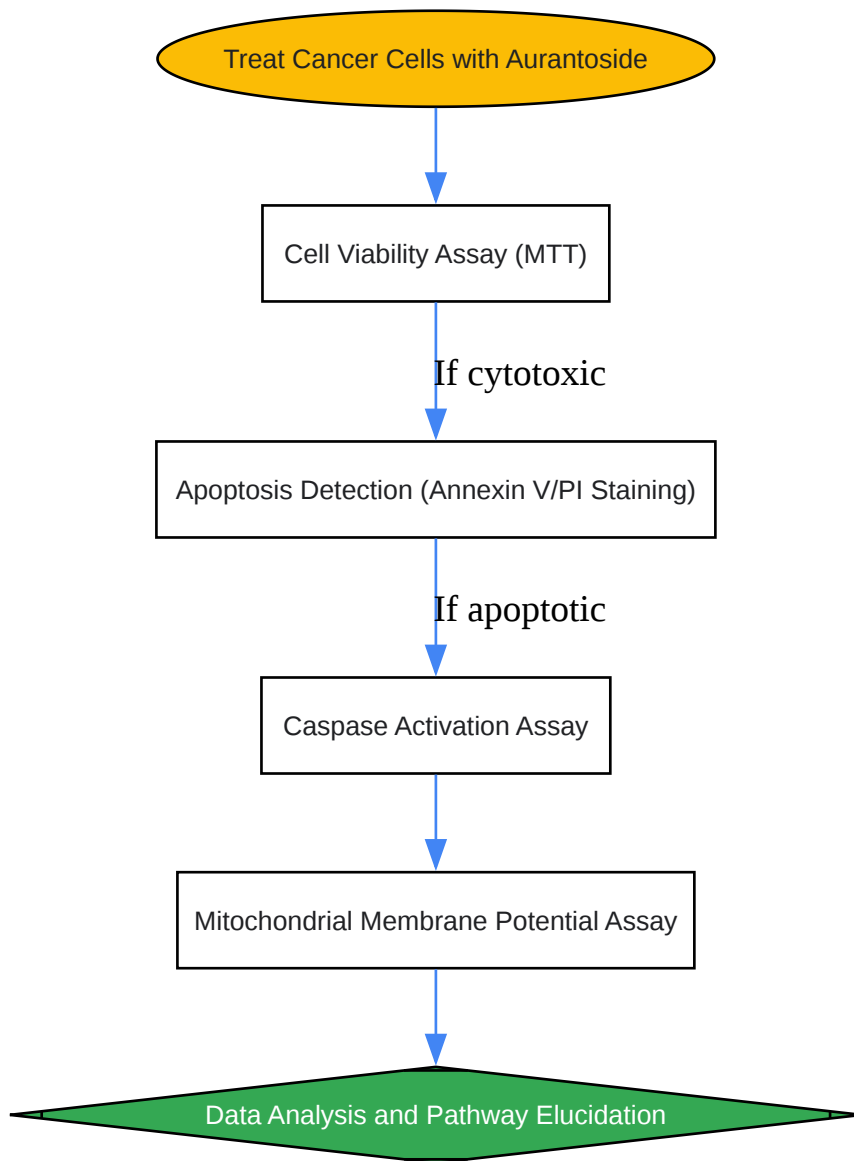 Treat Cancer Cells with Aurantoside
Cell Viability Assay (MTT)
If cytotoxic
Apoptosis Detection (Annexin V/PI Staining)
If apoptotic
Caspase Activation Assay
Mitochondrial Membrane Potential Assay
Data Analysis and Pathway Elucidation